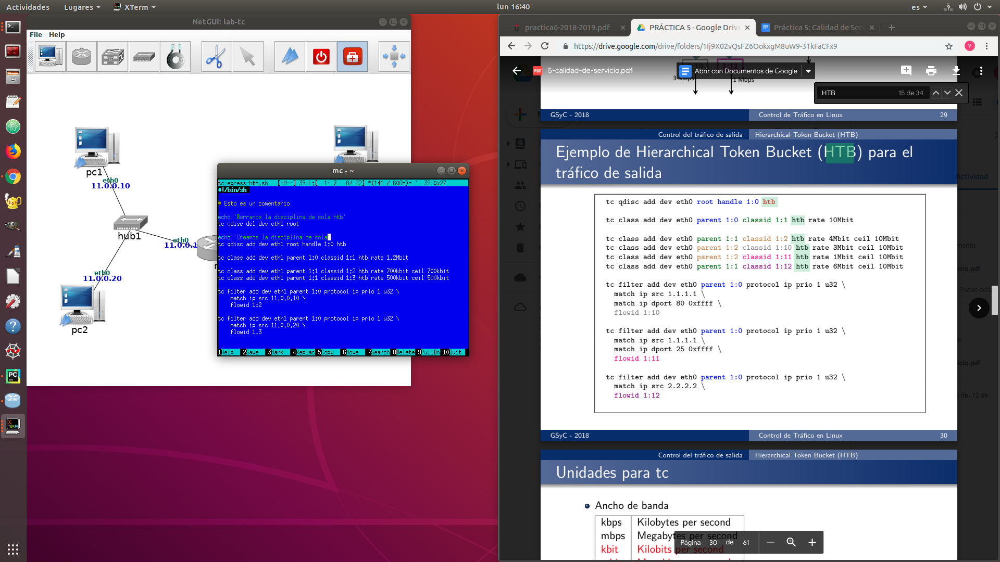 Actividades
Lugares
XTerm
lun 16:40
es
NetGUI: lab-tc
File Help
pc1
eth0
11.0.0.10
hub1
eth0
11.0.0.1
eth0
11.0.0.20
pc2
mc - ~
tc-egress-htb.sh [-M--] 35 L:[ 1+ 7 8/ 22] *(141 / 606b)= ' 39 0x27
#!/bin/sh
# Esto es un comentario
echo 'Borramos la disciplina de cola htb'
tc qdisc del dev eth1 root
echo 'Creamos la disciplina de cola'
tc qdisc add dev eth1 root handle 1:0 htb
tc class add dev eth1 parent 1:0 classid 1:1 htb rate 1.2Mbit
tc class add dev eth1 parent 1:1 classid 1:2 htb rate 700kbit ceil 700kbit
tc class add dev eth1 parent 1:1 classid 1:3 htb rate 500kbit ceil 500kbit
tc filter add dev eth1 parent 1:0 protocol ip prio 1 u32 \
match ip src 11.0.0.10 \
flowid 1:2
tc filter add dev eth1 parent 1:0 protocol ip prio 1 u32 \
match ip src 11.0.0.20 \
flowid 1.3
1Help 2Save 3Mark 4Replac 5Copy 6Move 7Search 8Delete 9PullDn 10Quit
practica6-2018-2019.pdf
PRÁCTICA 5 - Google Drive
Práctica 5: Calidad de Ser
https://drive.google.com/drive/folders/1Ij9X02vQsFZ6OokxgM8uW9-31kFaCFx9
Y
PDF 5-calidad-de-servicio.pdf
Abrir con Documentos de Google
1 Mbps
HTB 15 de 34
GSyC - 2018 Control de Tráfico en Linux 29
Control del tráfico de salida Hierarchical Token Bucket (HTB)
Ejemplo de Hierarchical Token Bucket (HTB) para el
tráfico de salida
tc qdisc add dev eth0 root handle 1:0 htb
tc class add dev eth0 parent 1:0 classid 1:1 htb rate 10Mbit
tc class add dev eth0 parent 1:1 classid 1:2 htb rate 4Mbit ceil 10Mbit
tc class add dev eth0 parent 1:2 classid 1:10 htb rate 3Mbit ceil 10Mbit
tc class add dev eth0 parent 1:2 classid 1:11 htb rate 1Mbit ceil 10Mbit
tc class add dev eth0 parent 1:1 classid 1:12 htb rate 6Mbit ceil 10Mbit
tc filter add dev eth0 parent 1:0 protocol ip prio 1 u32 \
match ip src 1.1.1.1 \
match ip dport 80 0xffff \
flowid 1:10
tc filter add dev eth0 parent 1:0 protocol ip prio 1 u32 \
match ip src 1.1.1.1 \
match ip dport 25 0xffff \
flowid 1:11
tc filter add dev eth0 parent 1:0 protocol ip prio 1 u32 \
match ip src 2.2.2.2 \
flowid 1:12
GSyC - 2018 Control de Tráfico en Linux 30
Control del tráfico de salida Hierarchical Token Bucket (HTB)
Unidades para tc
Ancho de banda
kbps Kilobytes per second
mbps Megabytes per second
kbit Kilobits per second
Página 30 de 61
Actividad
Puede edit
s del 12 de